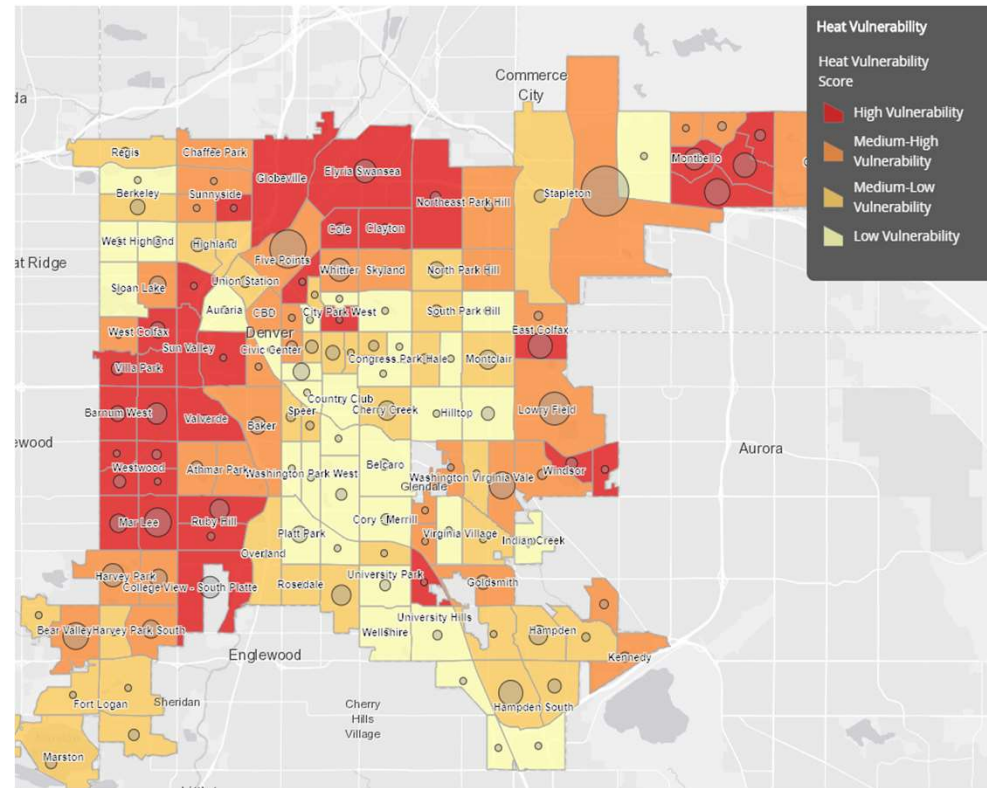 Heat Vulnerability
Heat Vulnerability
Score
High Vulnerability
Medium-High
Vulnerability
Medium-Low
Vulnerability
Low Vulnerability
Commerce
City
da
Regis
Chaffee Park
Globeville
Elyria Swansea
Montbello
Berkeley
Sunnyside
Stapleton
Northeast Park Hill
Cole
Clayton
West Highland
Highland
at Ridge
Five Points
Whittier
Skyland
North Park Hill
Sloan Lake
Union Station
Auraria
CBD
City Park West
South Park Hill
West Colfax
Denver
East Colfax
Sun Valley
Civic Center
Congress Park
Hale
Montclair
Villa Park
Country Club
Barnum West
Valverde
Speer
Cherry Creek
Hilltop
Lowry Field
Baker
ewood
Aurora
Westwood
Athmar Park
Washington Park West
Belcaro
Washington Virginia Vale
Windsor
Glendale
Mar Lee
Ruby Hill
Cory - Merrill
Platt Park
Virginia Village
Indian Creek
Overland
Harvey Park
College View - South Platte
Rosedale
University Park
Goldsmith
University Hills
Bear Valley
Harvey Park South
Wellshire
Hampden
Englewood
Kennedy
Fort Logan
Sheridan
Cherry
Hills
Village
Hampden South
Marston